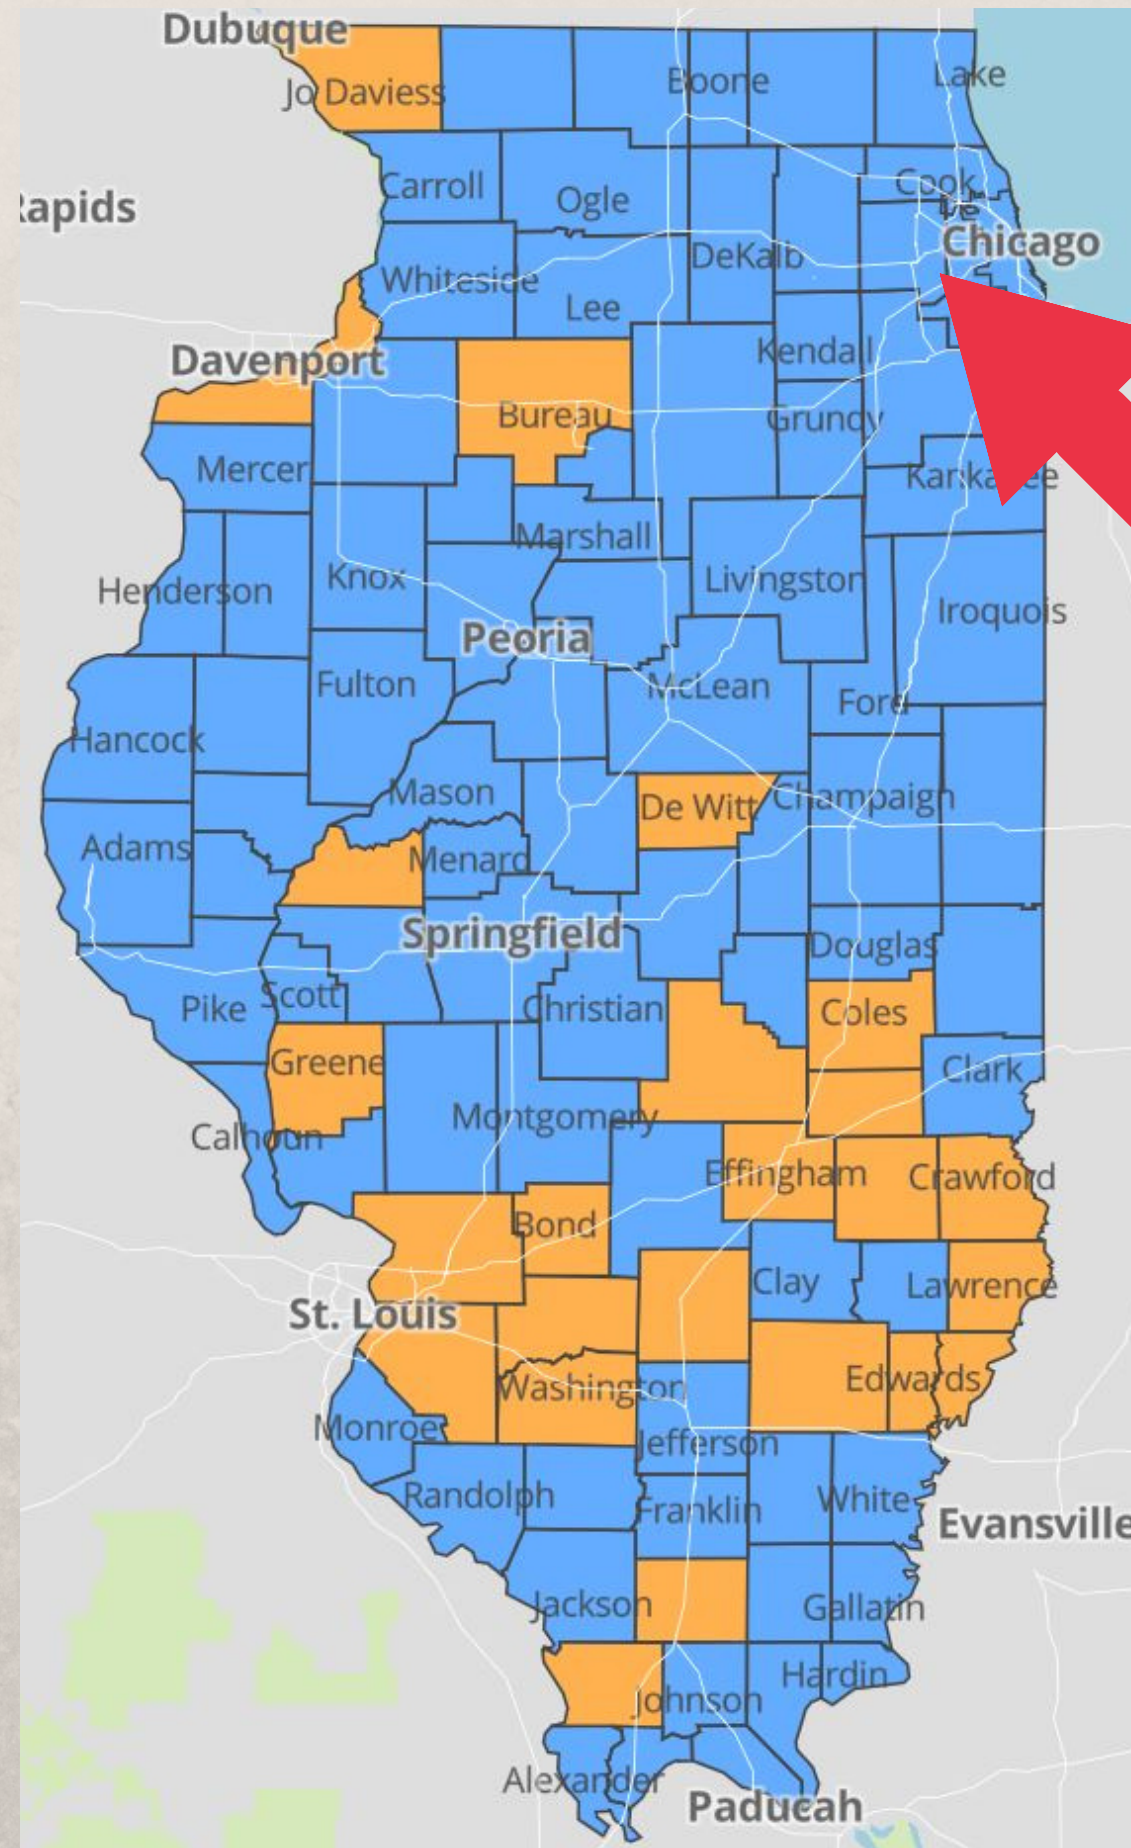 Dubuque
Jo Daviess
Boone
Lake
Carroll
Ogle
Cook
Rapids
Chicago
DeKalb
Whiteside
Lee
Kendall
Davenport
Bureau
Grundy
Mercer
Kankakee
Marshall
Knox
Livingston
Henderson
Iroquois
Peoria
Fulton
McLean
Ford
Hancock
Mason
De Witt
Champaign
Adams
Menard
Springfield
Douglas
Pike
Scott
Christian
Coles
Greene
Clark
Montgomery
Calhoun
Effingham
Crawford
Bond
Clay
Lawrence
St. Louis
Washington
Edwards
Monroe
Jefferson
Randolph
Franklin
White
Evansville
Jackson
Gallatin
Hardin
Johnson
Alexander
Paducah